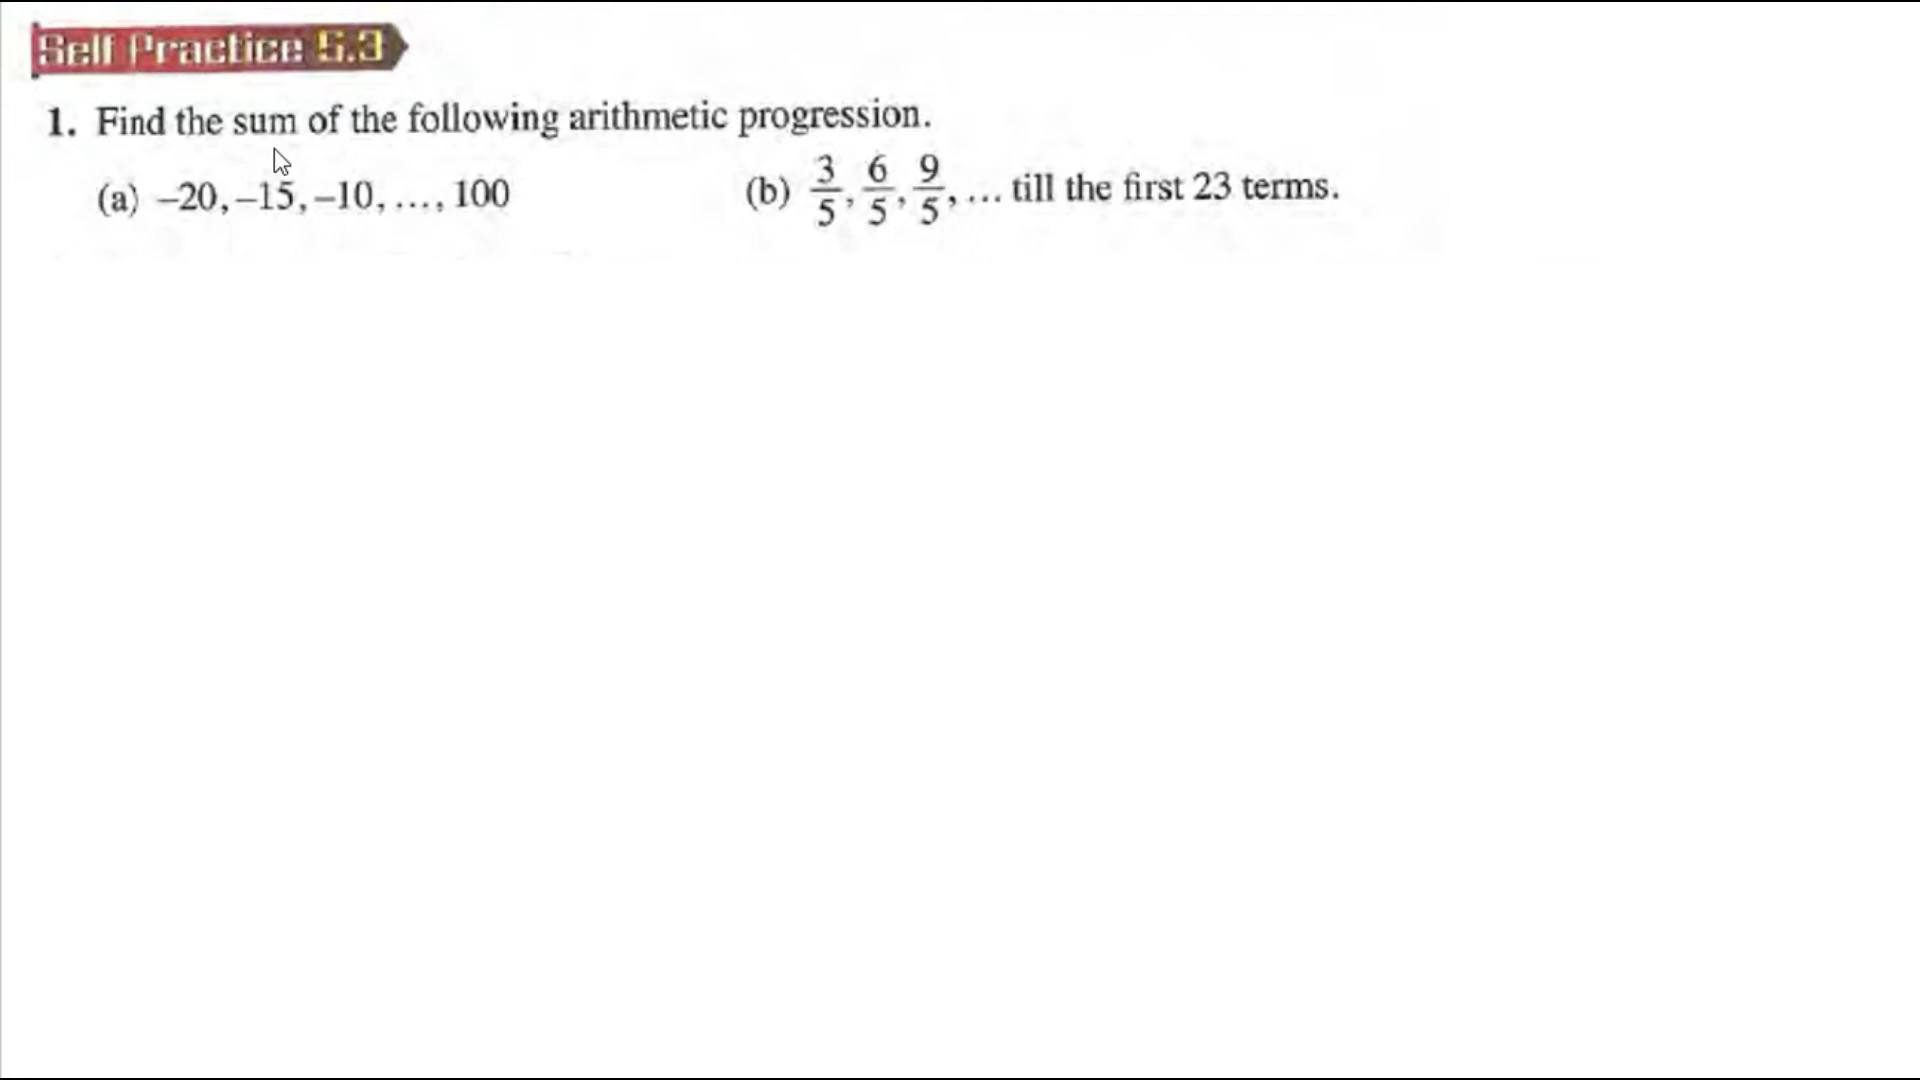 Self Practice 5.3
1. Find the sum of the following arithmetic progression.
(a) –20, –15, –10, ..., 100 (b) 3/5, 6/5, 9/5, ... till the first 23 terms.